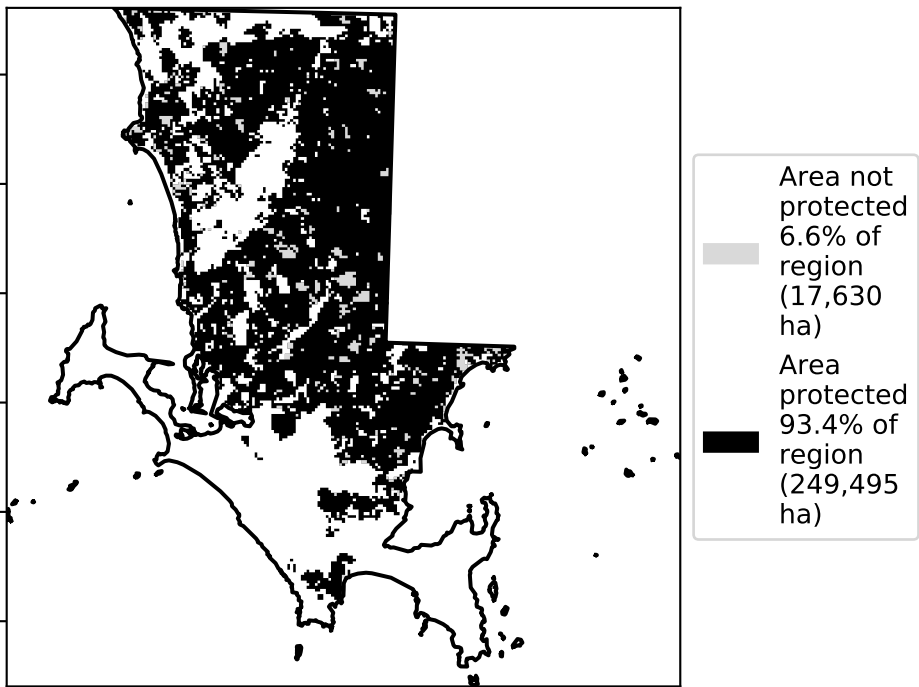 Area not
protected
6.6% of
region
(17,630
ha)
Area
protected
93.4% of
region
(249,495
ha)